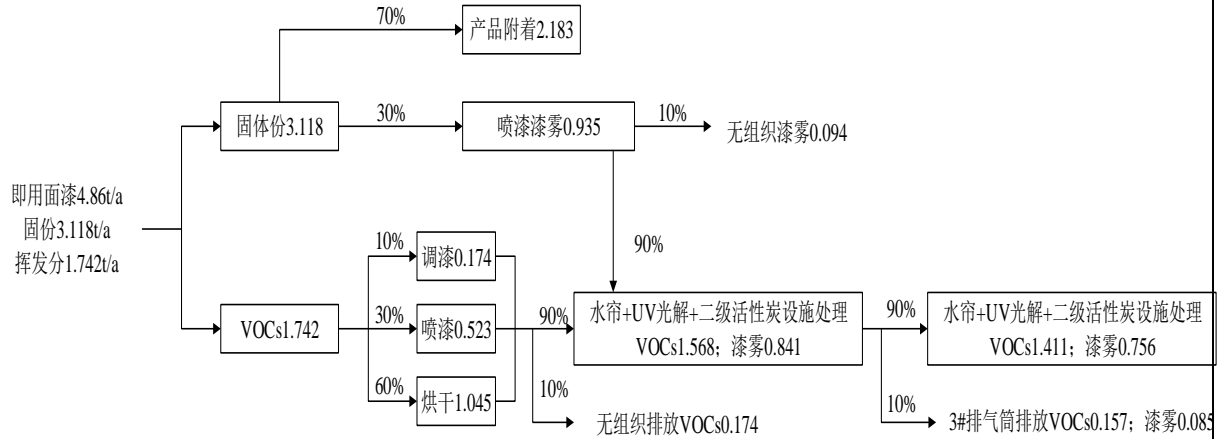 70%
产品附着2.183
固体份3.118
30%
喷漆漆雾0.935
10%
无组织漆雾0.094
即用面漆4.86t/a
固份3.118t/a
挥发分1.742t/a
90%
10%
调漆0.174
VOCs1.742
30%
喷漆0.523
90%
水帘+UV光解+二级活性炭设施处理
VOCs1.568；漆雾0.841
90%
水帘+UV光解+二级活性炭设施处理
VOCs1.411；漆雾0.756
60%
烘干1.045
10%
无组织排放VOCs0.174
10%
3#排气筒排放VOCs0.157；漆雾0.085